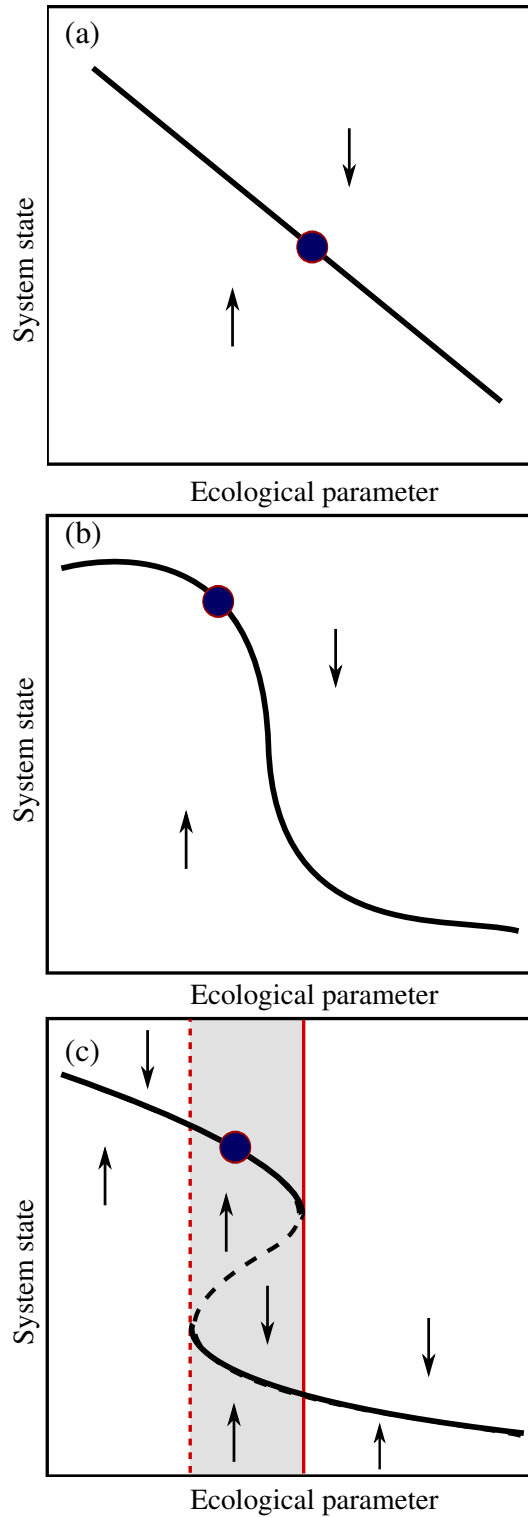 (a)
System state
Ecological parameter
(b)
System state
Ecological parameter
(c)
System state
Ecological parameter